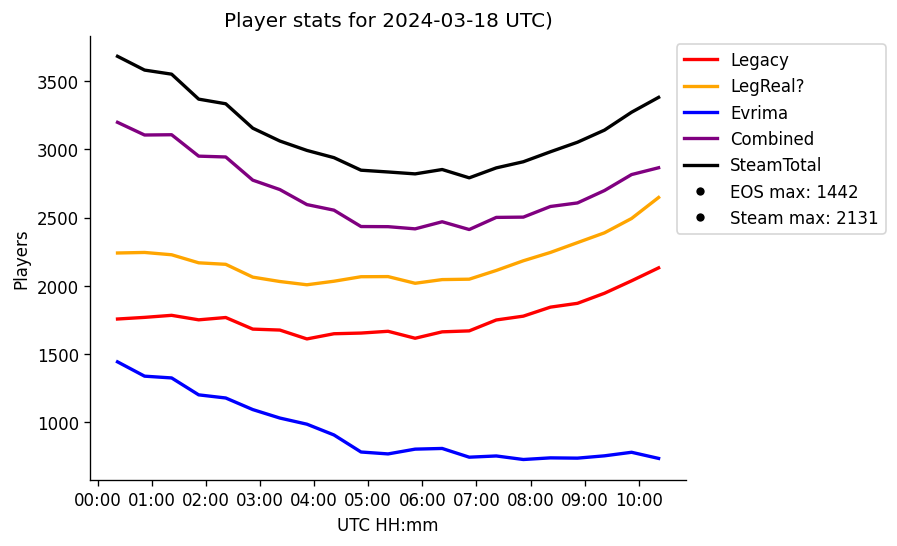 Player stats for 2024-03-18 UTC)
Legacy
LegReal?
Evrima
Combined
SteamTotal
EOS max: 1442
Steam max: 2131
Players
3500
3000
2500
2000
1500
1000
00:00 01:00 02:00 03:00 04:00 05:00 06:00 07:00 08:00 09:00 10:00
UTC HH:mm